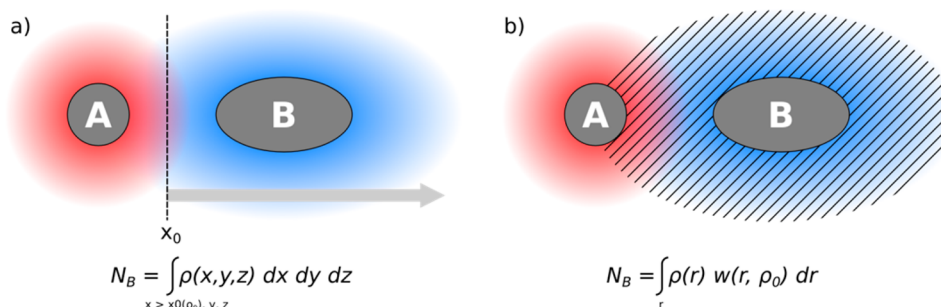 a)
A
B
x₀
N_B = ∫ρ(x,y,z) dx dy dz
x > x0(ρ₀), y, z
b)
A
B
N_B = ∫ρ(r) w(r, ρ₀) dr
r